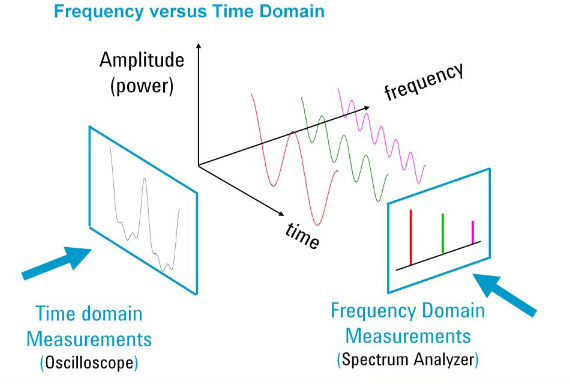 Frequency versus Time Domain
Amplitude
(power)
frequency
time
Time domain
Measurements
(Oscilloscope)
Frequency Domain
Measurements
(Spectrum Analyzer)